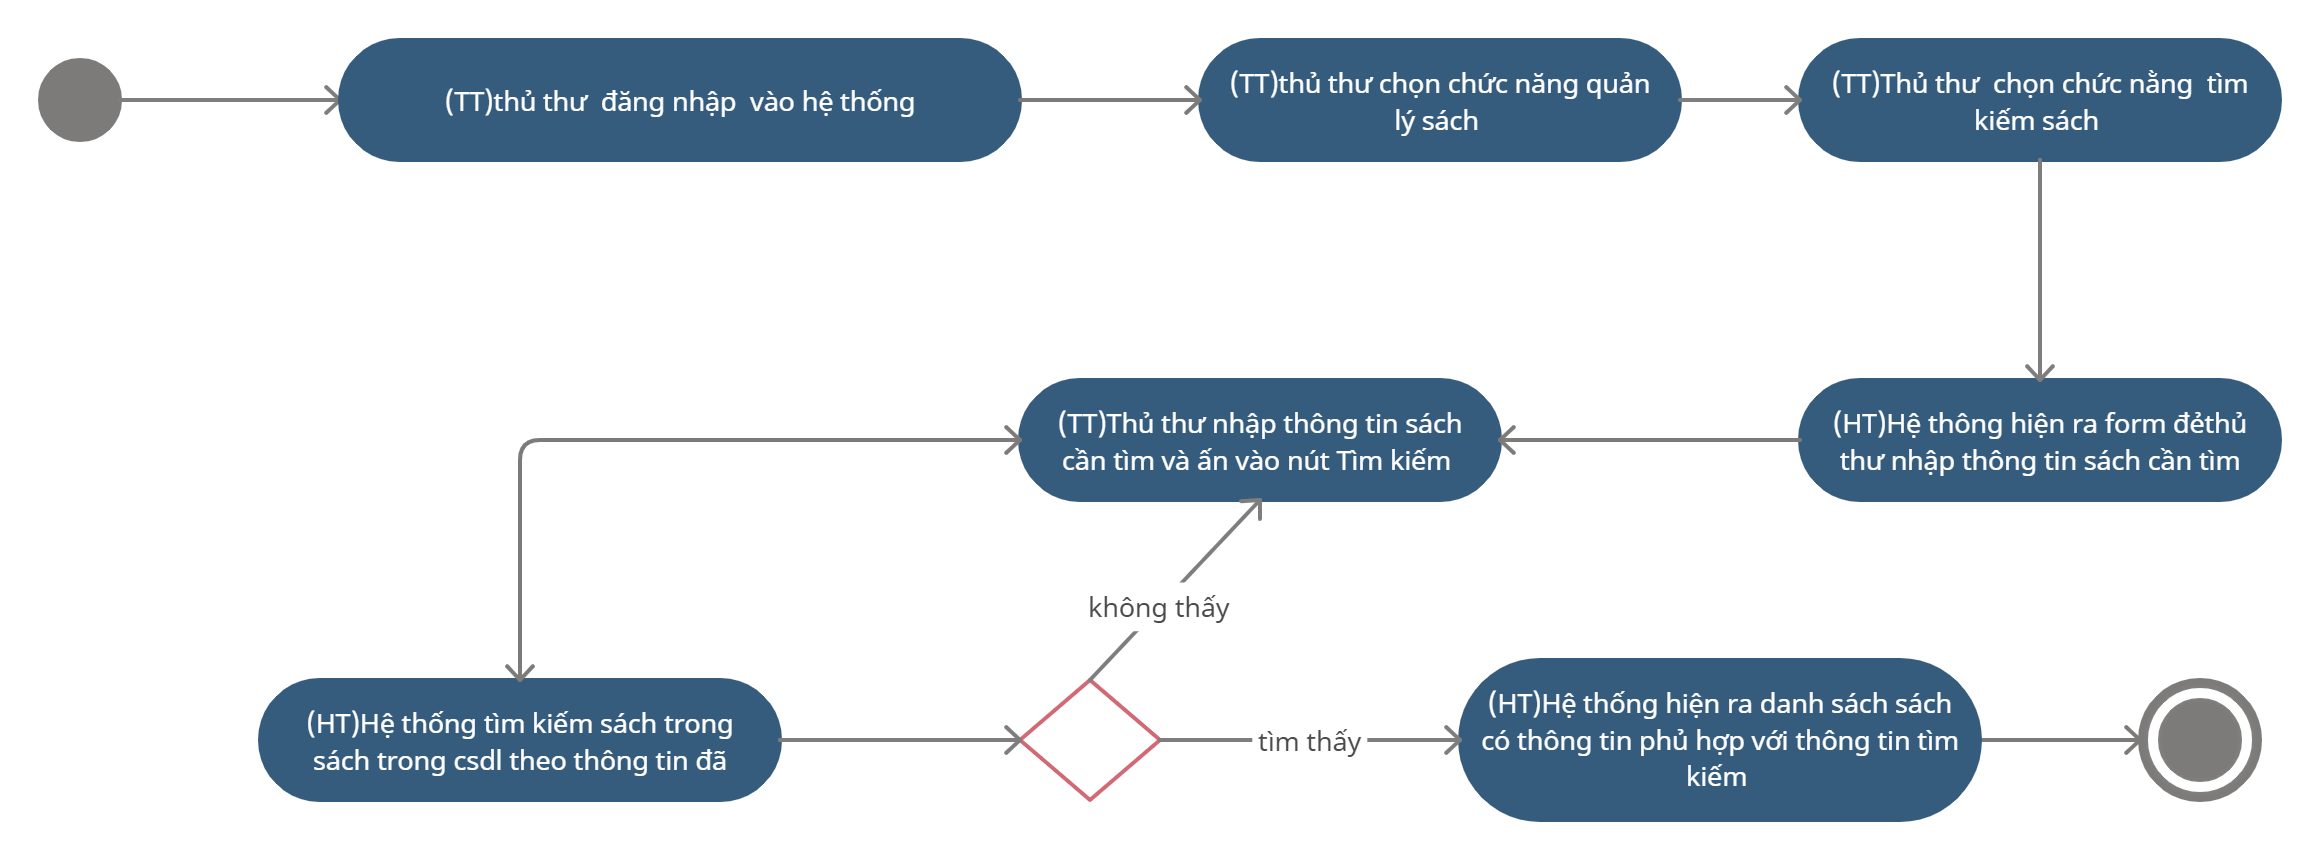 (TT)thủ thư  đăng nhập  vào hệ thống
(TT)thủ thư chọn chức năng quản
lý sách
(TT)Thủ thư  chọn chức nằng  tìm
kiếm sách
(HT)Hệ thông hiện ra form đẻthủ
thư nhập thông tin sách cần tìm
(TT)Thủ thư nhập thông tin sách
cần tìm và ấn vào nút Tìm kiếm
(HT)Hệ thống tìm kiếm sách trong
sách trong csdl theo thông tin đã
không thấy
tìm thấy
(HT)Hệ thống hiện ra danh sách sách
có thông tin phủ hợp với thông tin tìm
kiếm